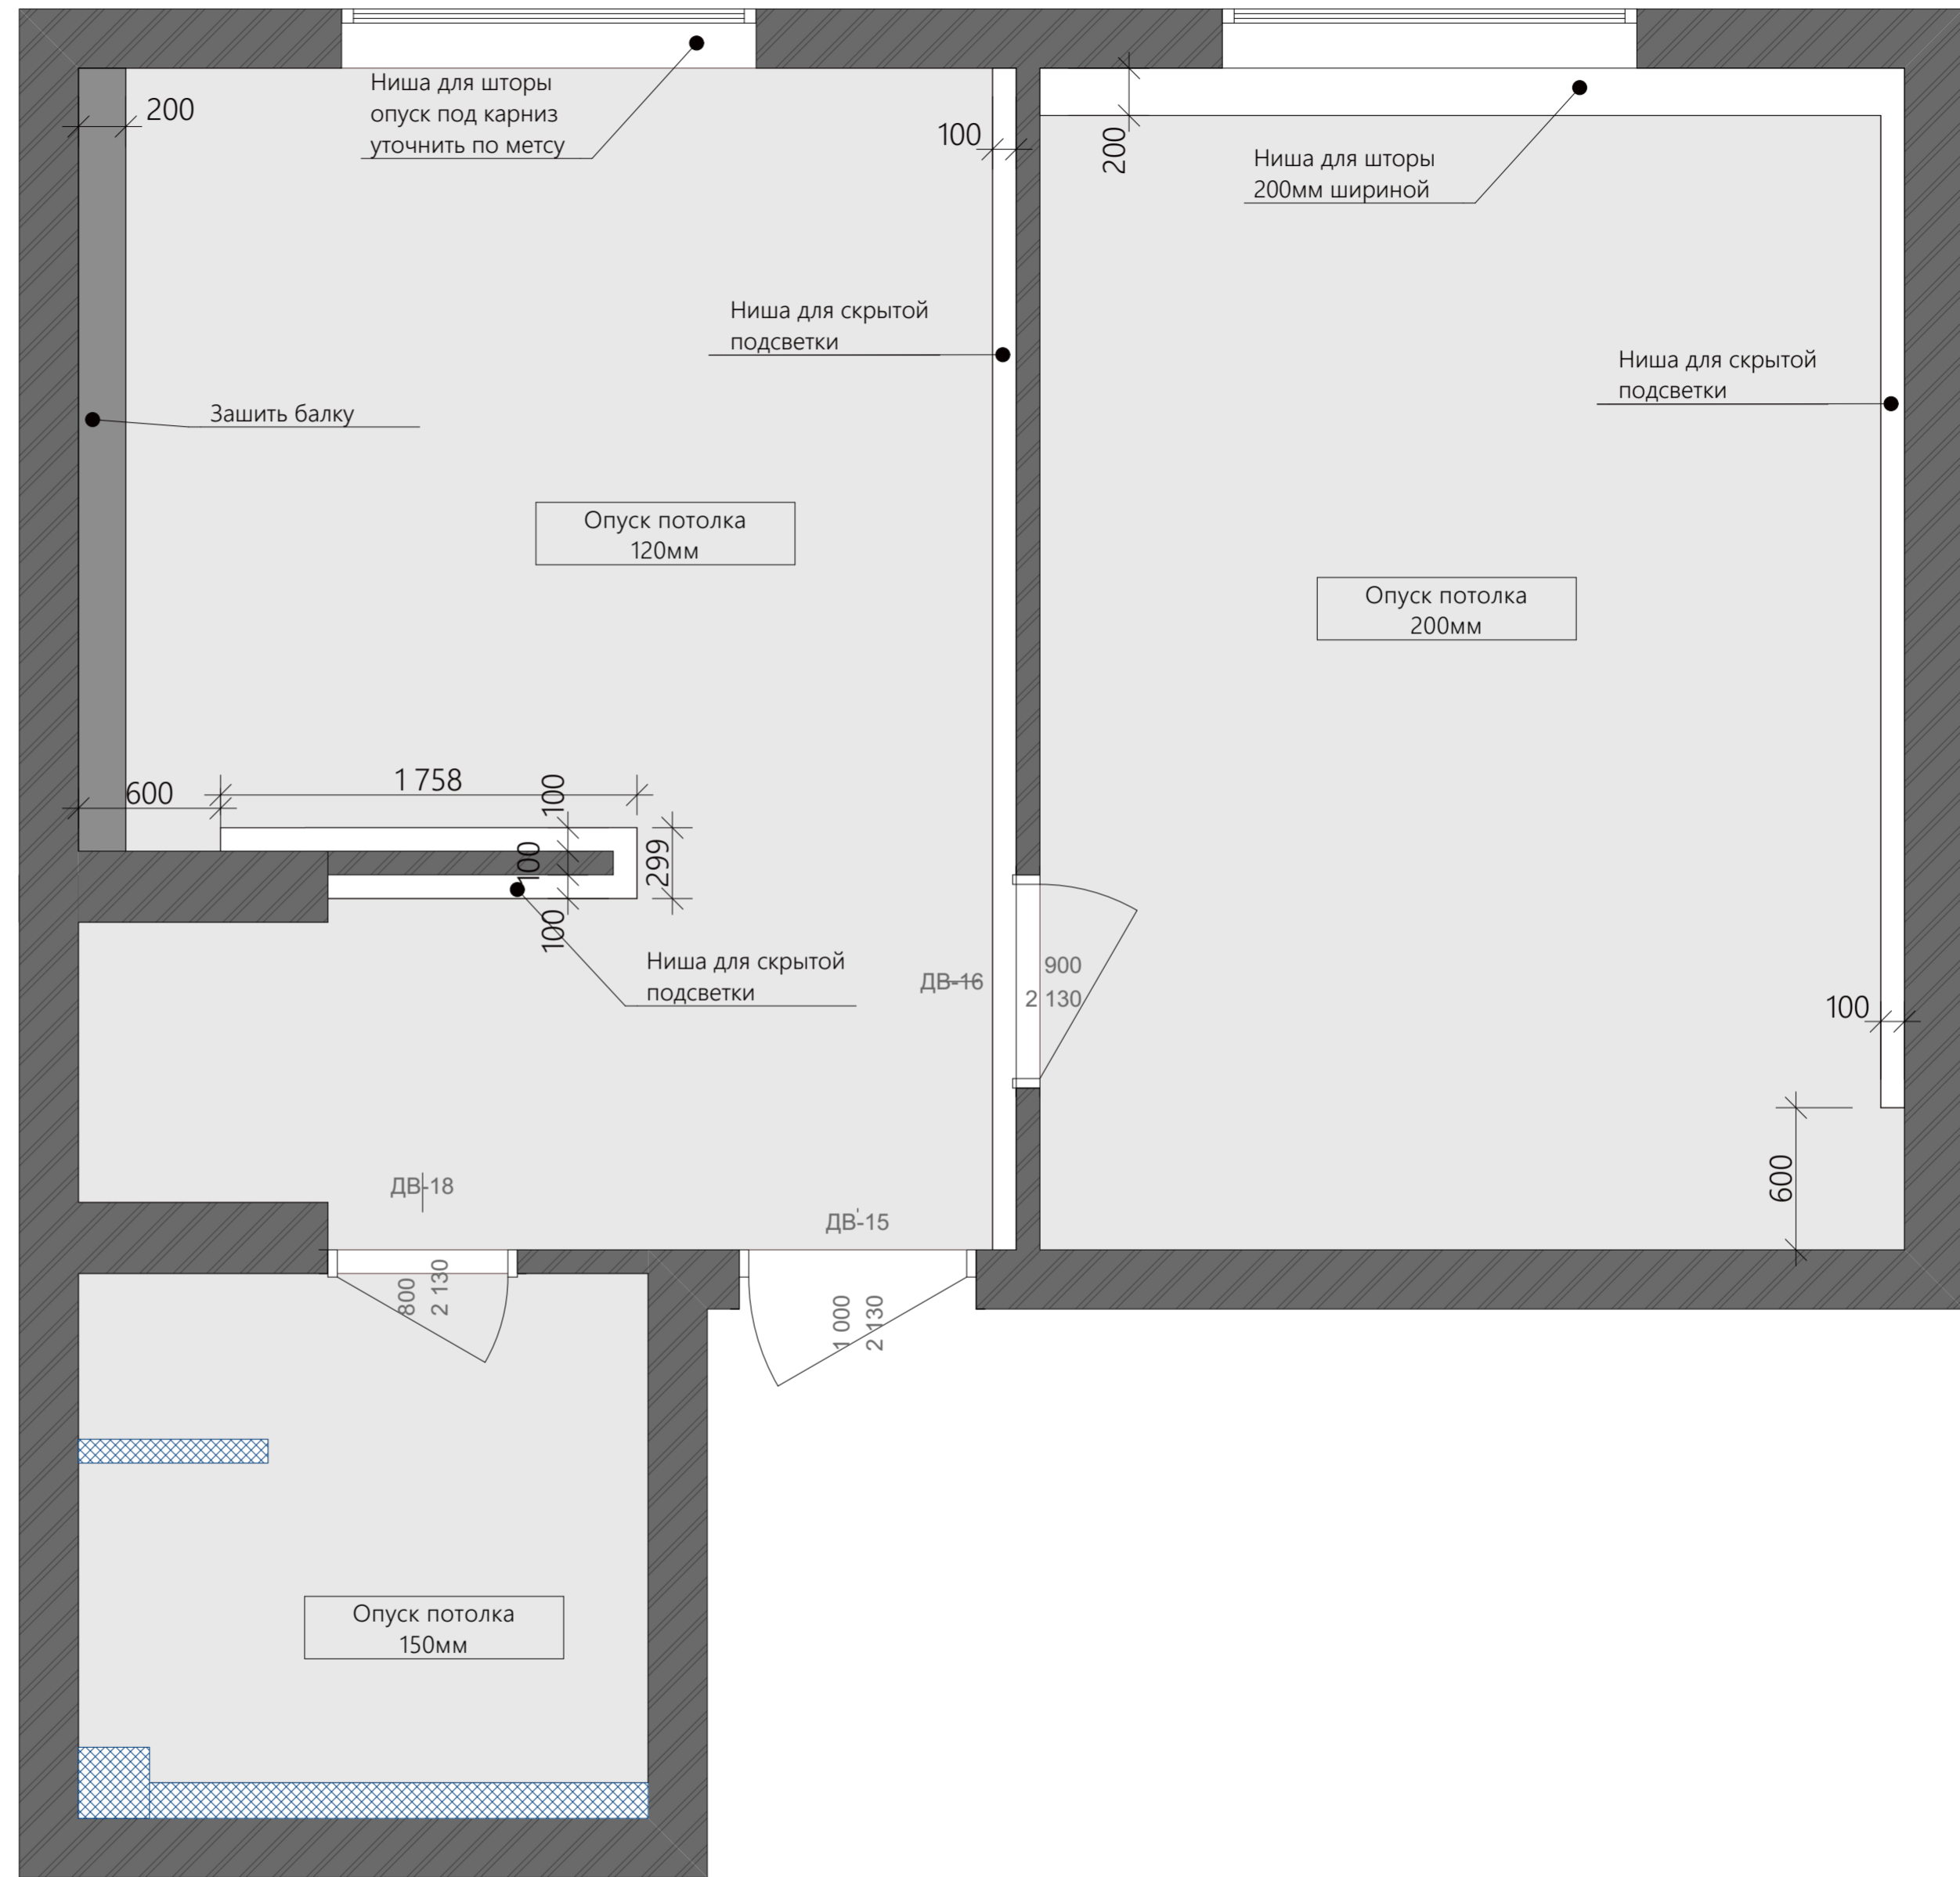 200
Ниша для шторы
опуск под карниз
уточнить по метсу
100
200
Ниша для шторы
200мм шириной
Ниша для скрытой
подсветки
Ниша для скрытой
подсветки
Зашить балку
Опуск потолка
120мм
Опуск потолка
200мм
600
1 758
100
100
299
100
Ниша для скрытой
подсветки
ДВ-16
900
2 130
100
600
ДВ-18
ДВ-15
800
2 130
1 000
2 130
Опуск потолка
150мм